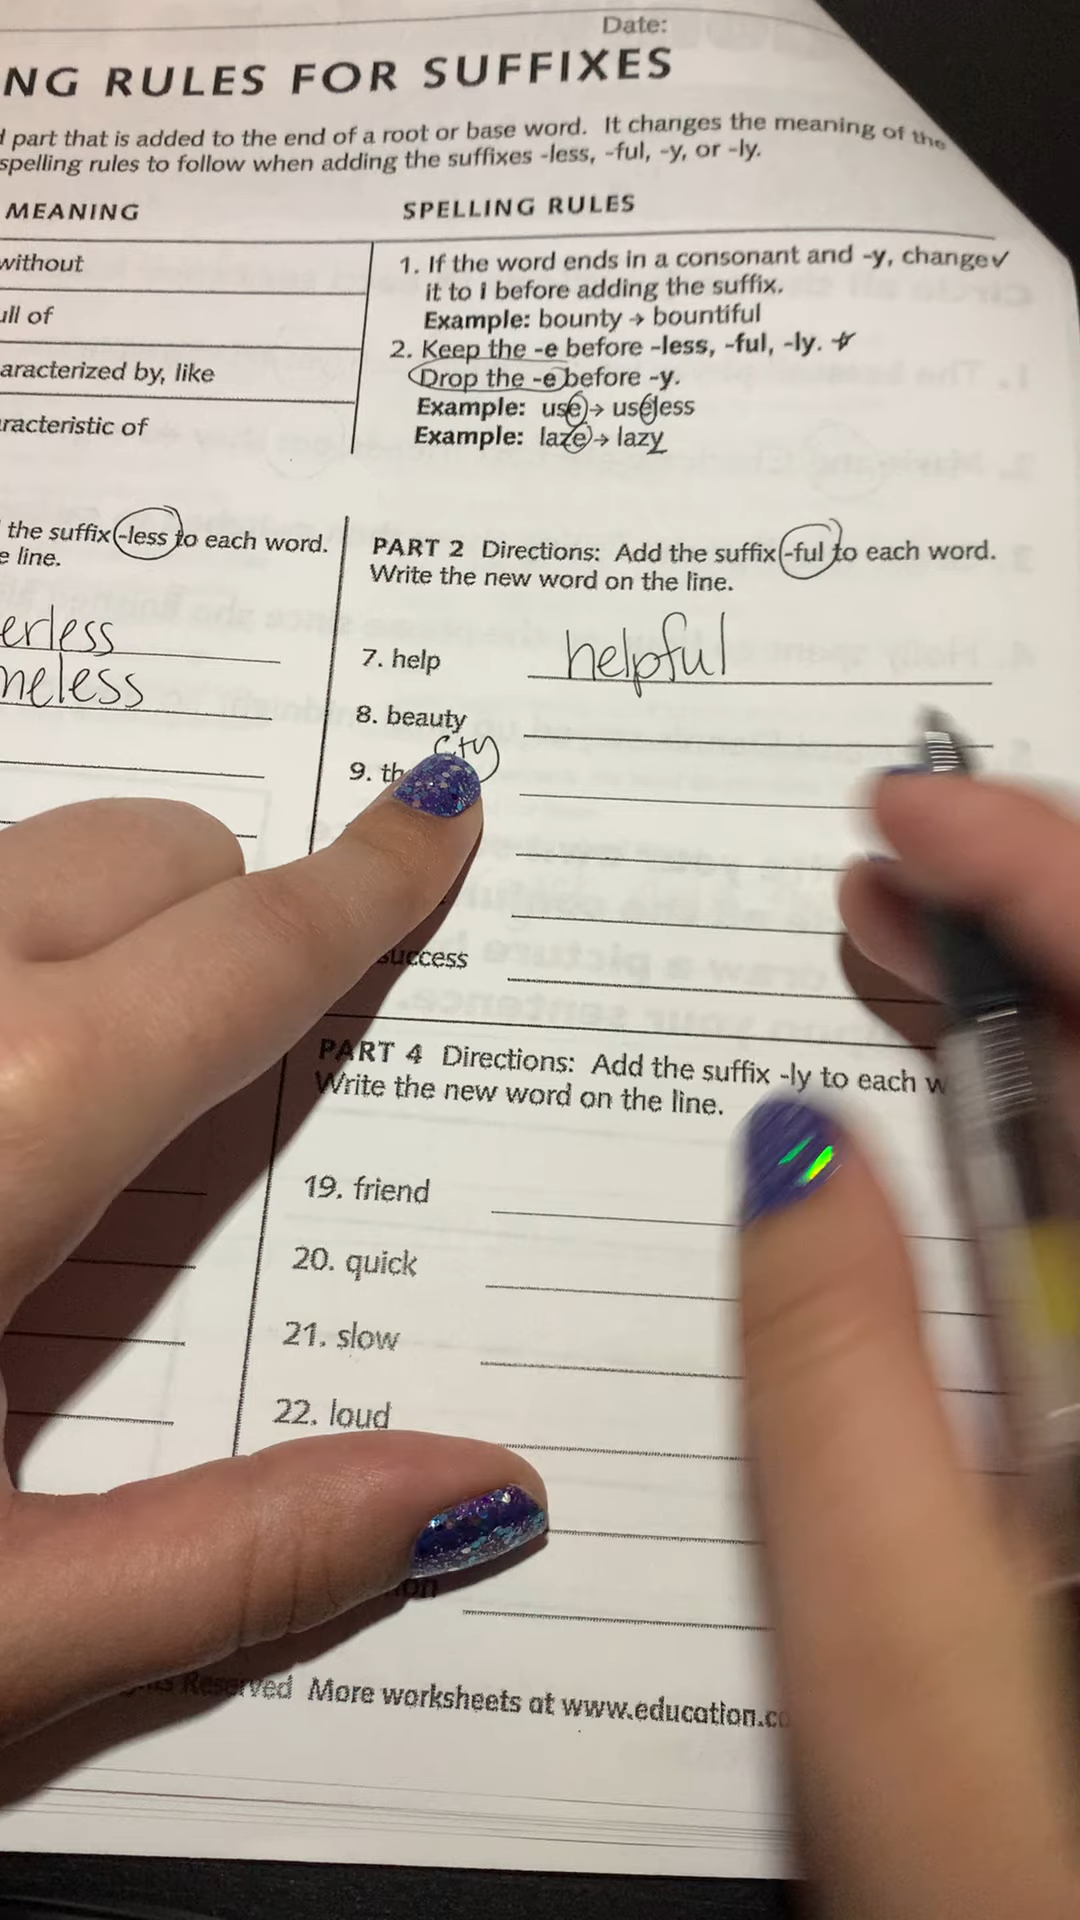 Date:
NG RULES FOR SUFFIXES
part that is added to the end of a root or base word. It changes the meaning of the
spelling rules to follow when adding the suffixes -less, -ful, -y, or -ly.
MEANING
SPELLING RULES
without
ull of
aracterized by, like
racteristic of
1. If the word ends in a consonant and -y, change ✓
it to i before adding the suffix.
Example: bounty → bountiful
2. Keep the -e before -less, -ful, -ly.
Drop the -e before -y.
Example: use → useless
Example: laze → lazy
the suffix -less to each word.
e line.
erless
meless
PART 2 Directions: Add the suffix -ful to each word.
Write the new word on the line.
7. help helpful
8. beauty
cty
9. th
success
PART 4 Directions: Add the suffix -ly to each w
Write the new word on the line.
19. friend
20. quick
21. slow
22. loud
on
Reserved More worksheets at www.education.co